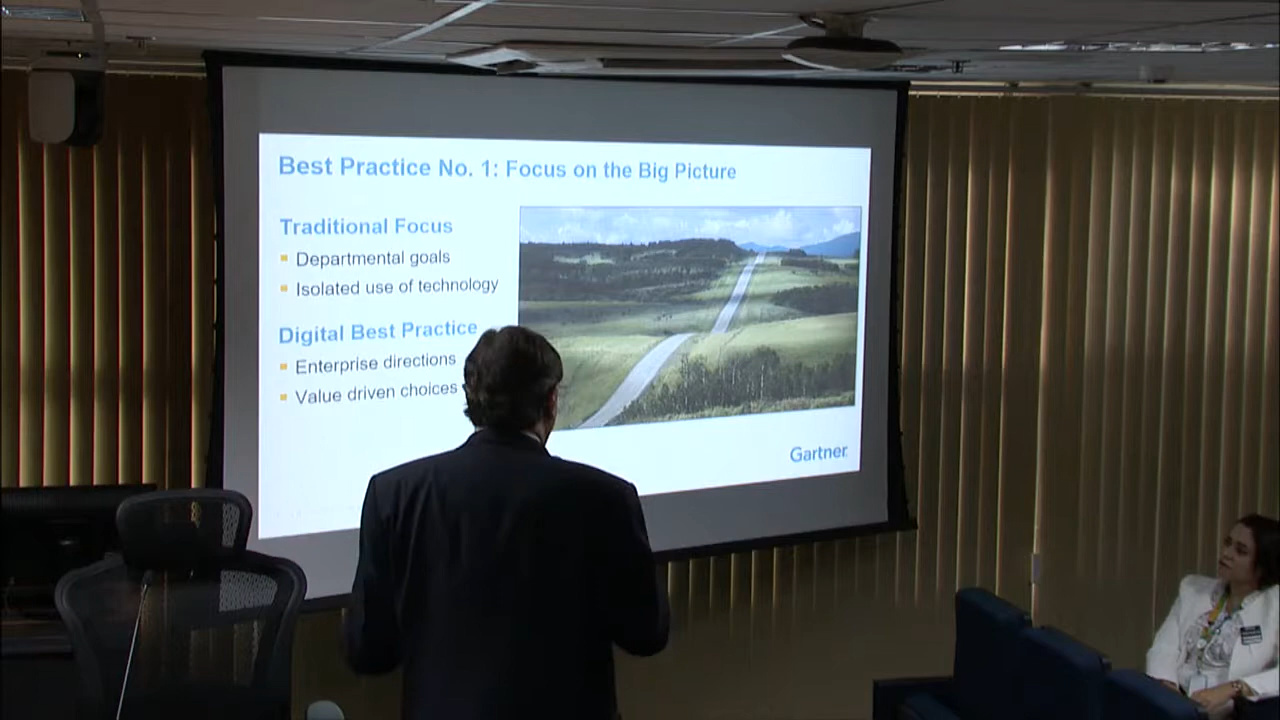 Best Practice No. 1: Focus on the Big Picture
Traditional Focus
Departmental goals
Isolated use of technology
Digital Best Practice
Enterprise directions
Value driven choices
Gartner